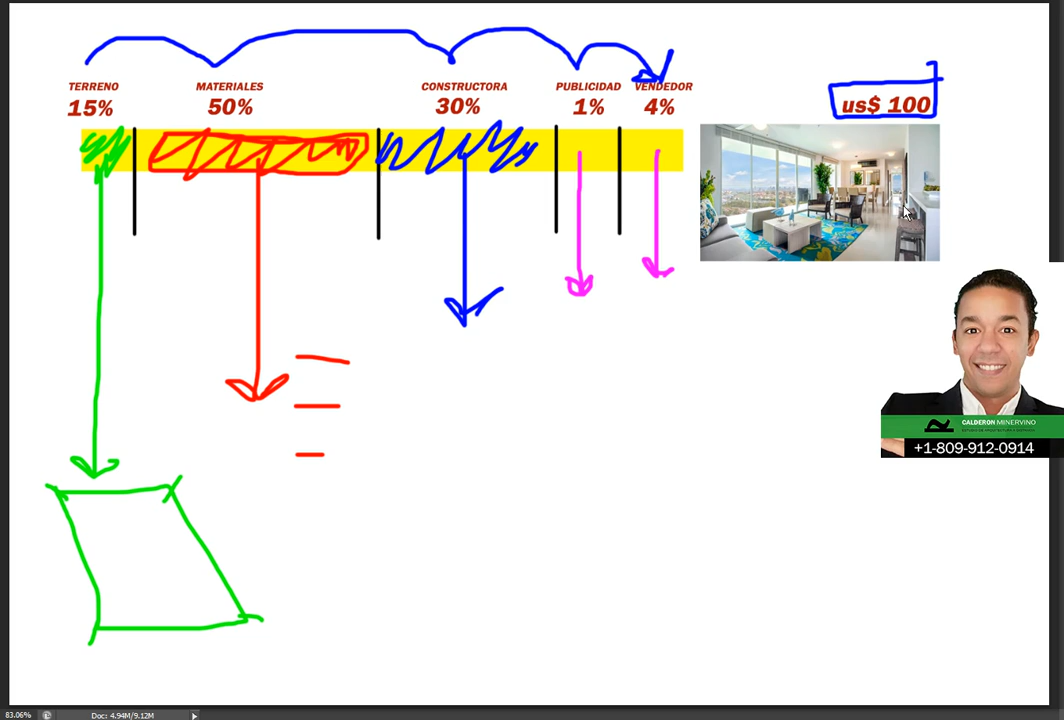 TERRENO
15%
MATERIALES
50%
CONSTRUCTORA
30%
PUBLICIDAD
1%
VENDEDOR
4%
us$ 100
CALDERON MINERVINO
+1-809-912-0914
83.06%
Doc: 4.94M/9.12M